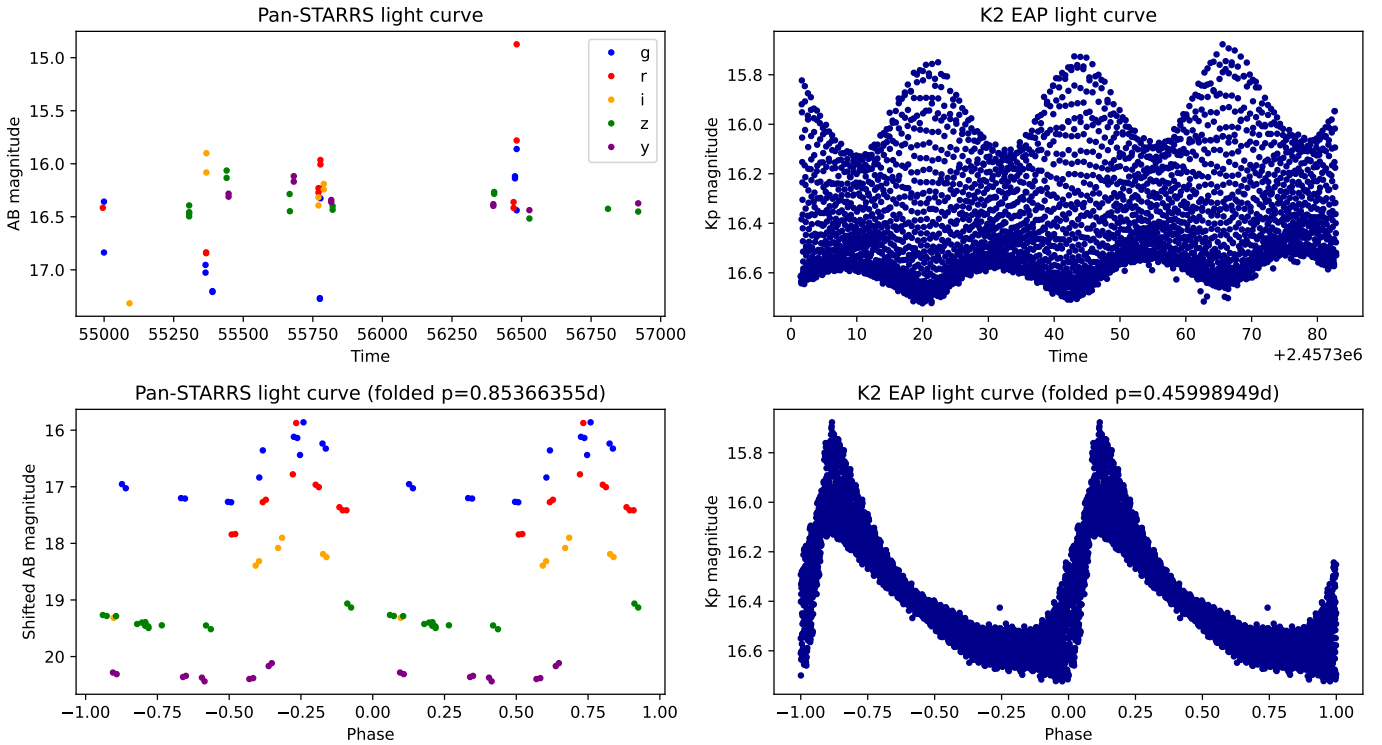 Pan-STARRS light curve
AB magnitude
15.0
15.5
16.0
16.5
17.0
g
r
i
z
y
55000 55250 55500 55750 56000 56250 56500 56750 57000
Time
K2 EAP light curve
Kp magnitude
15.8
16.0
16.2
16.4
16.6
0 10 20 30 40 50 60 70 80
Time
+2.4573e6
Pan-STARRS light curve (folded p=0.85366355d)
Shifted AB magnitude
16
17
18
19
20
−1.00 −0.75 −0.50 −0.25 0.00 0.25 0.50 0.75 1.00
Phase
K2 EAP light curve (folded p=0.45998949d)
Kp magnitude
15.8
16.0
16.2
16.4
16.6
−1.00 −0.75 −0.50 −0.25 0.00 0.25 0.50 0.75 1.00
Phase